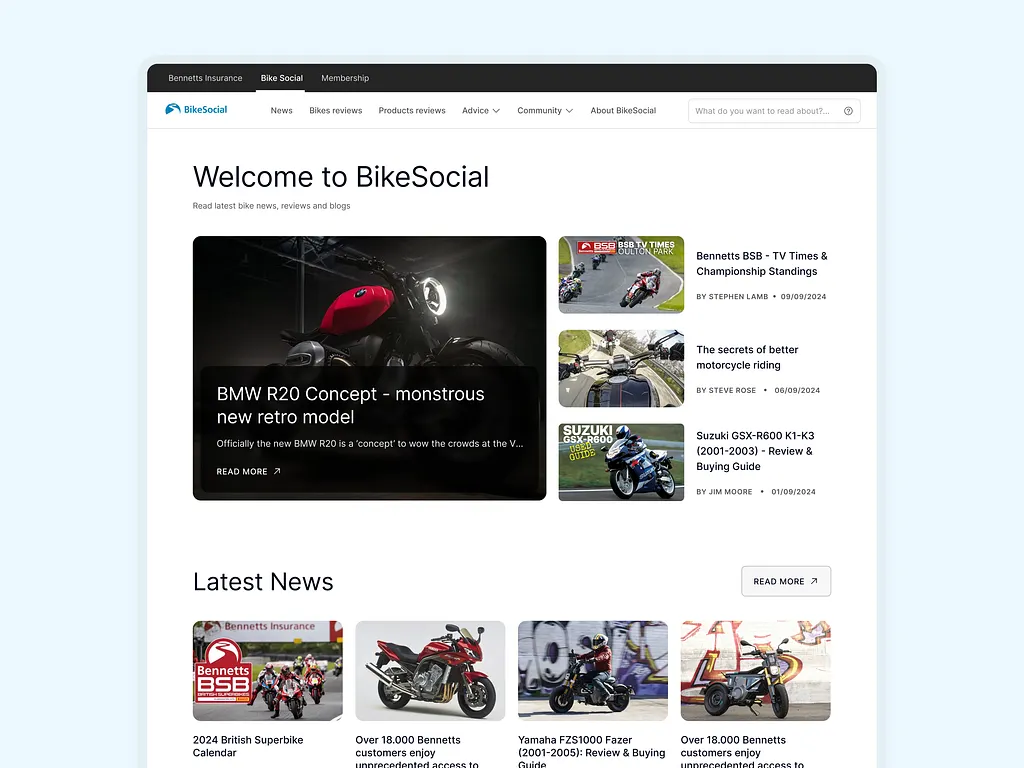 Bennetts Insurance
Bike Social
Membership
BikeSocial
News
Bikes reviews
Products reviews
Advice
Community
About BikeSocial
What do you want to read about?...
Welcome to BikeSocial
Read latest bike news, reviews and blogs
BMW R20 Concept - monstrous
new retro model
Officially the new BMW R20 is a ‘concept’ to wow the crowds at the V...
READ MORE
BSB
BSB TV TIMES
OULTON PARK
Bennetts BSB - TV Times &
Championship Standings
BY STEPHEN LAMB • 09/09/2024
The secrets of better
motorcycle riding
BY STEVE ROSE • 06/09/2024
SUZUKI
GSX-R600
USED
GUIDE
Suzuki GSX-R600 K1-K3
(2001-2003) - Review &
Buying Guide
BY JIM MOORE • 01/09/2024
Latest News
READ MORE
Bennetts Insurance
Bennetts
BSB
BRITISH SUPERBIKES
2024 British Superbike
Calendar
Over 18.000 Bennetts
customers enjoy
unprecedented access to
Yamaha FZS1000 Fazer
(2001-2005): Review & Buying
Guide
Over 18.000 Bennetts
customers enjoy
unprecedented access to